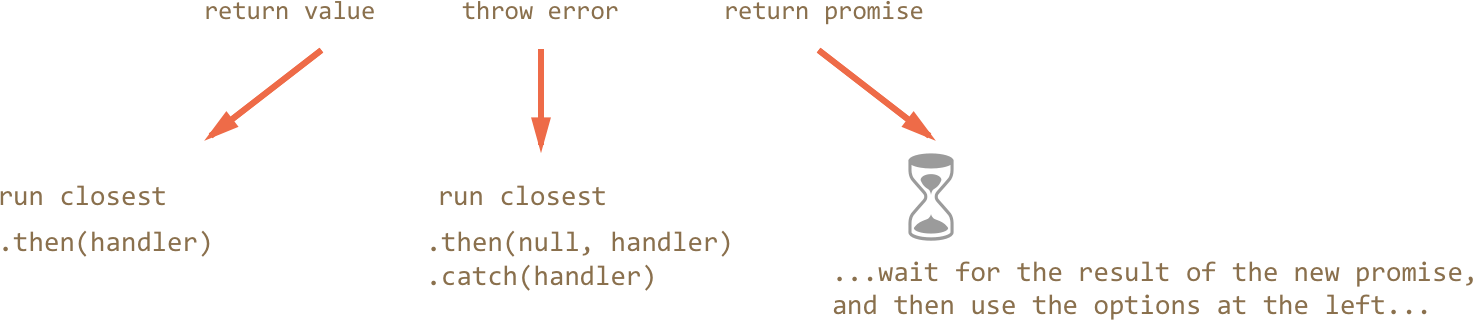 return value
throw error
return promise
run closest
.then(handler)
run closest
.then(null, handler)
.catch(handler)
...wait for the result of the new promise,
and then use the options at the left...